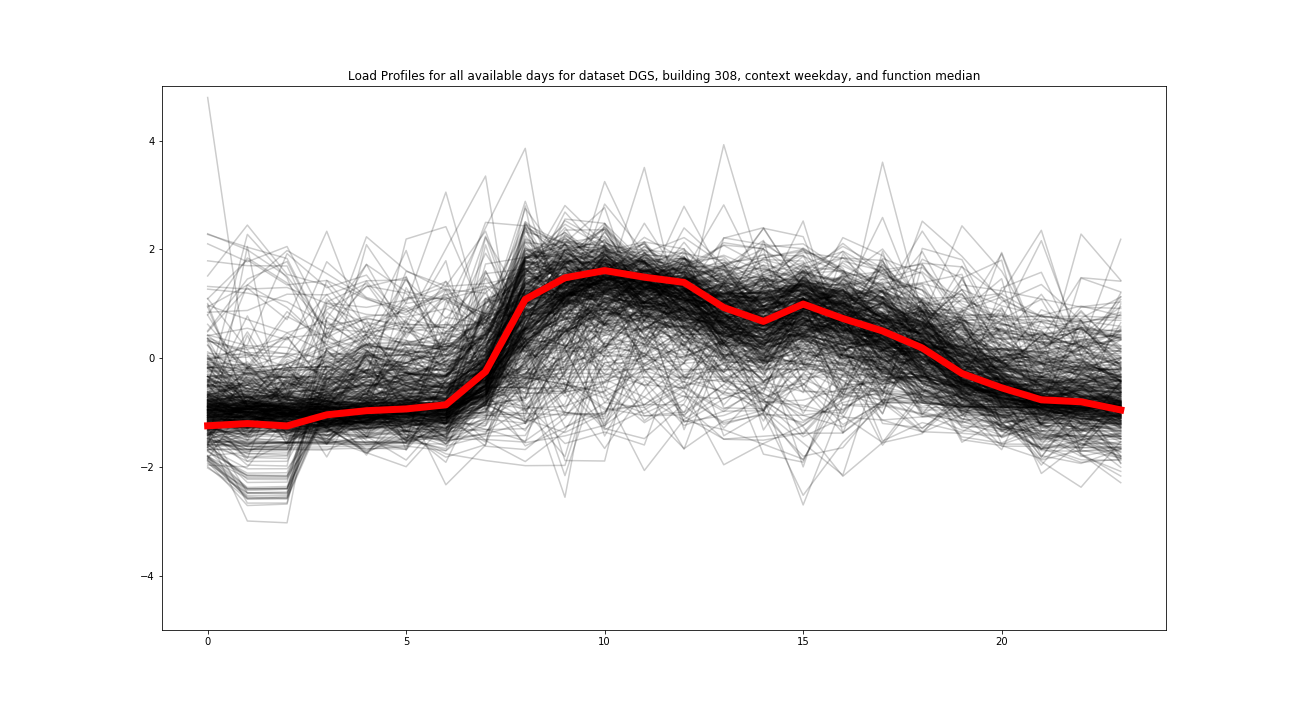 Load Profiles for all available days for dataset DGS, building 308, context weekday, and function median
4
2
0
−2
−4
0 5 10 15 20